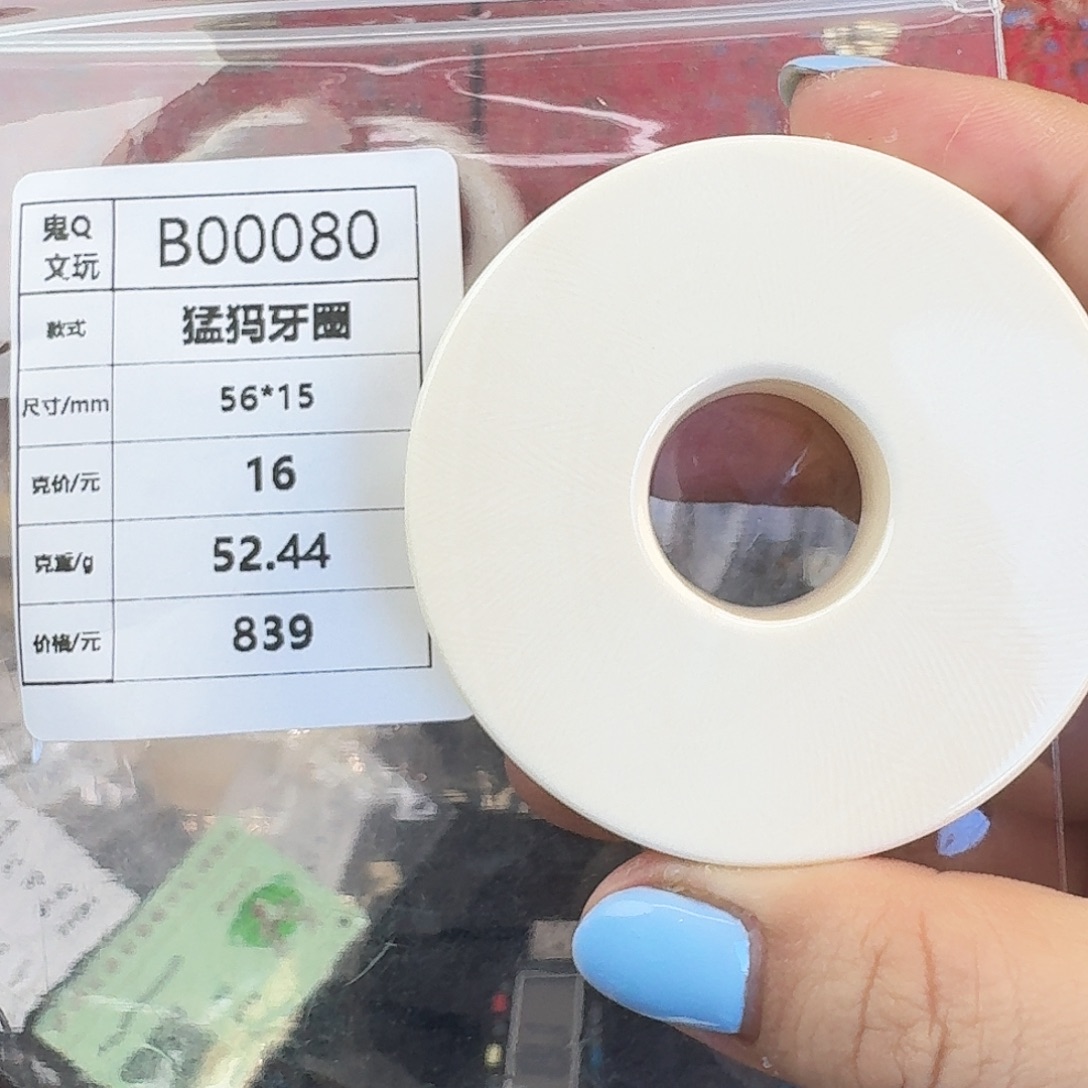 鬼Q
文玩
B00080
款式
猛犸牙圈
尺寸/mm
56*15
克价/元
16
克重/g
52.44
价格/元
839